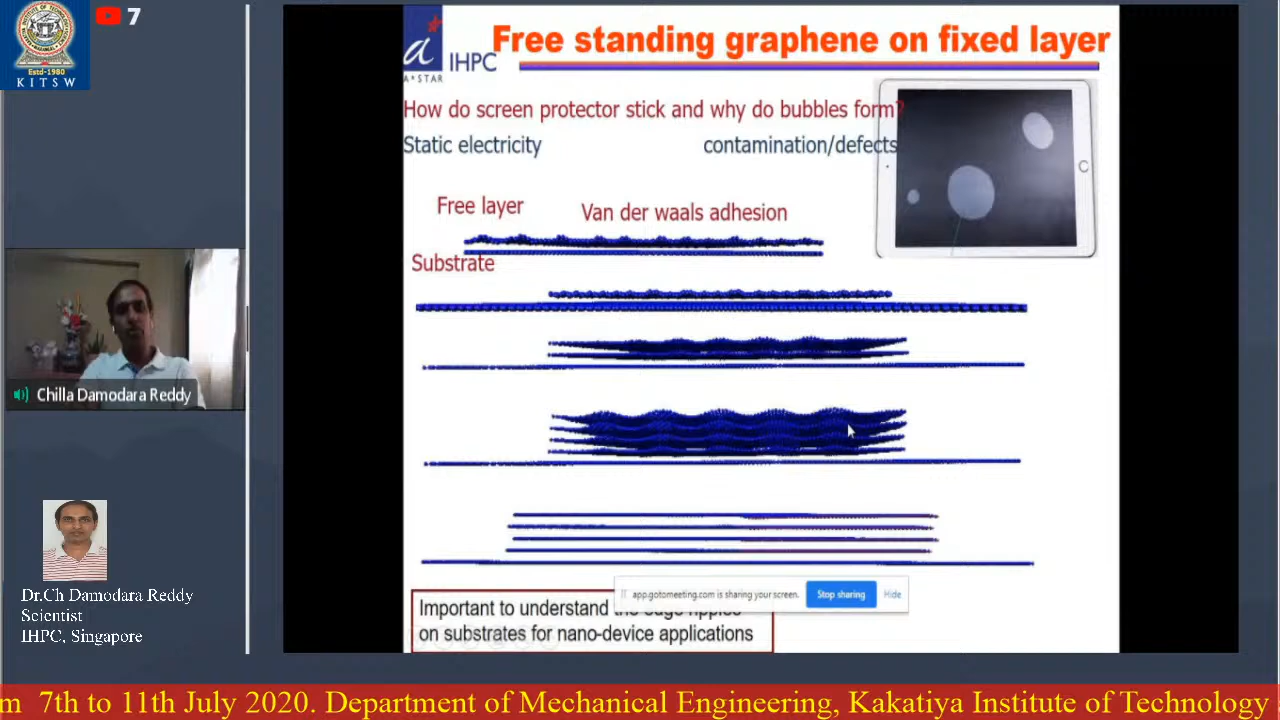 7
Estd-1980
K I T S W
a
A*STAR
IHPC
Free standing graphene on fixed layer
How do screen protector stick and why do bubbles form?
Static electricity
contamination/defects
Free layer
Van der waals adhesion
Substrate
Chilla Damodara Reddy
Dr.Ch Damodara Reddy
Scientist
IHPC, Singapore
app.gotomeeting.com is sharing your screen.
Stop sharing
Hide
Important to understand the edge ripples
on substrates for nano-device applications
m 7th to 11th July 2020. Department of Mechanical Engineering, Kakatiya Institute of Technology